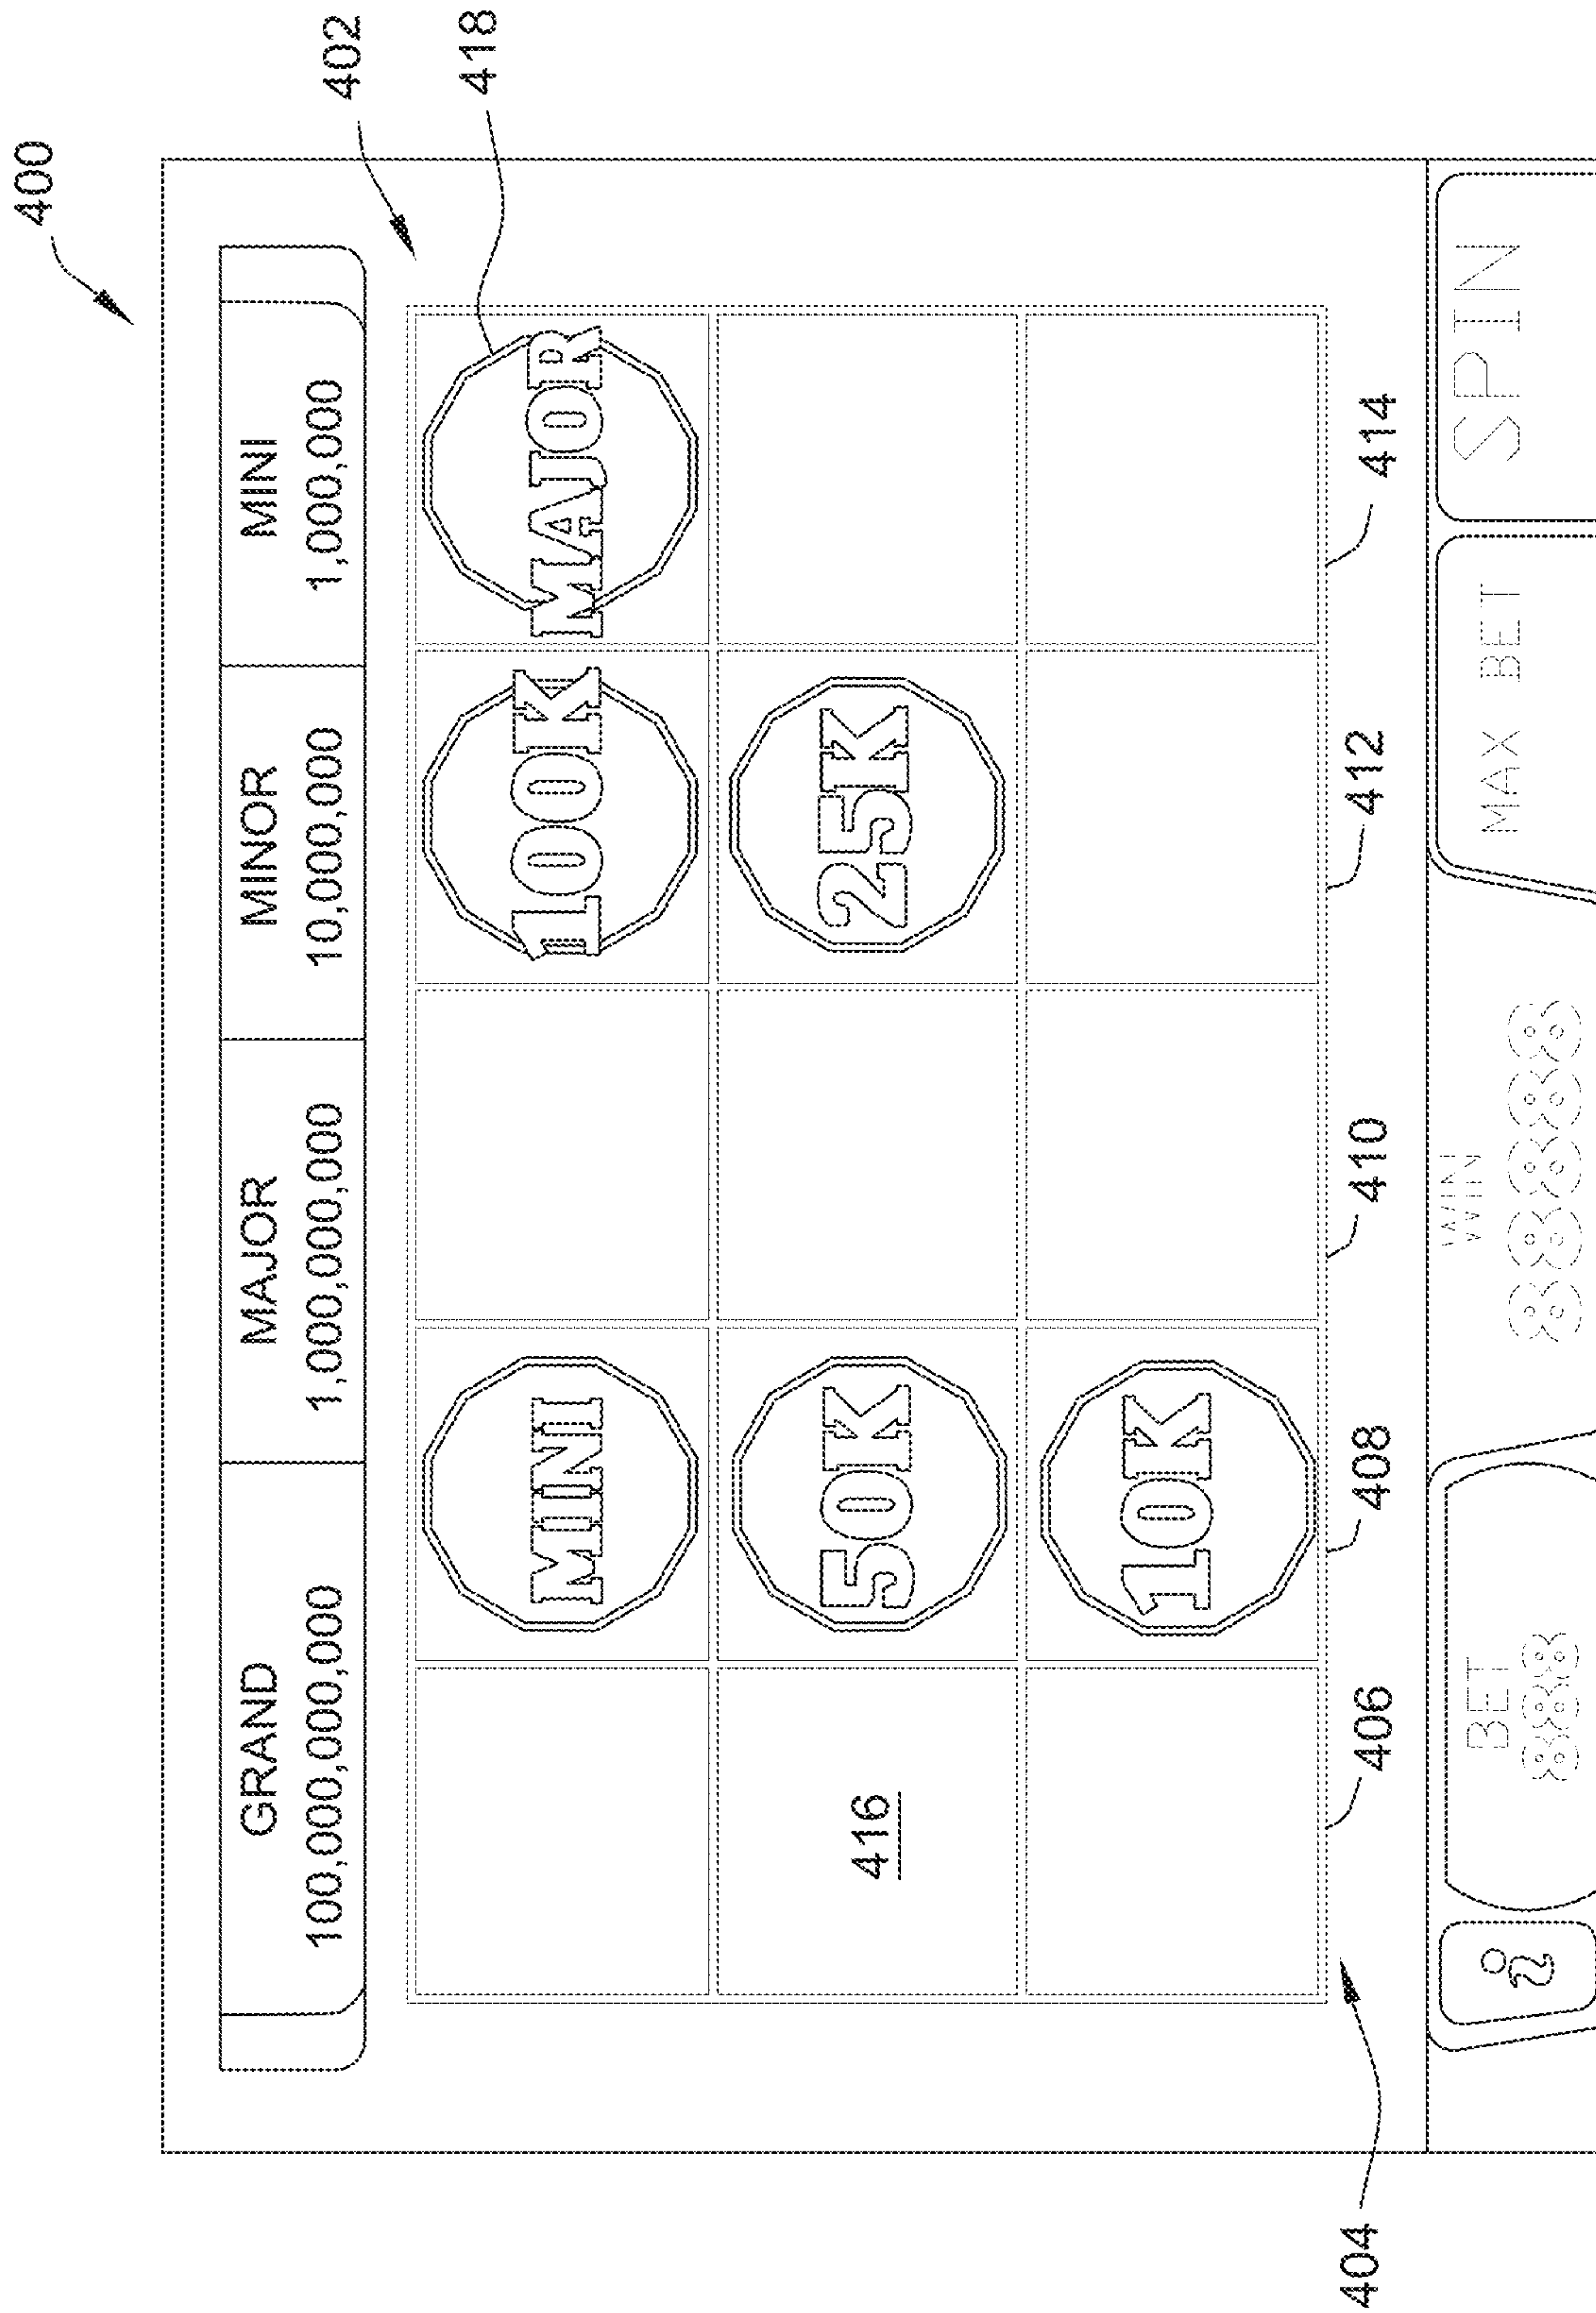 400
402
418
GRAND MAJOR MINOR MINI
100,000,000,000 1,000,000,000 10,000,000 1,000,000
MINI 100K MAJOR
416 50K 25K
10K
404 406 408 410 412 414
i BET WIN MAX BET SPIN
WIN
888 88888